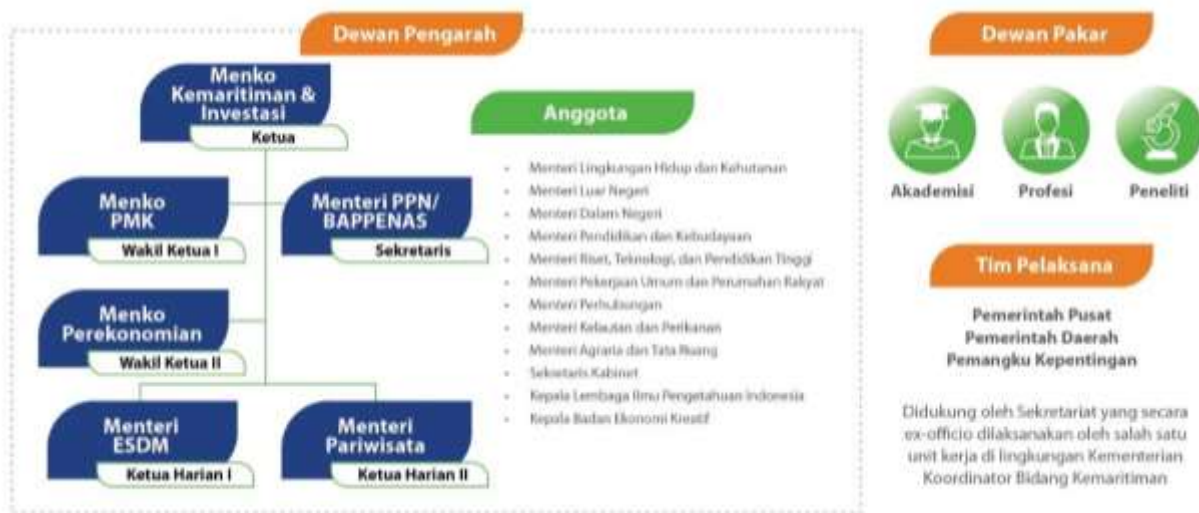 Dewan Pengarah
Menko
Kemaritiman &
Investasi
Ketua
Menko
PMK
Wakil Ketua I
Menteri PPN/
BAPPENAS
Sekretaris
Menko
Perekonomian
Wakil Ketua II
Menteri
ESDM
Ketua Harian I
Menteri
Pariwisata
Ketua Harian II
Anggota
• Menteri Lingkungan Hidup dan Kehutanan
• Menteri Luar Negeri
• Menteri Dalam Negeri
• Menteri Pendidikan dan Kebudayaan
• Menteri Riset, Teknologi, dan Pendidikan Tinggi
• Menteri Pekerjaan Umum dan Perumahan Rakyat
• Menteri Perhubungan
• Menteri Kelautan dan Perikanan
• Menteri Agraria dan Tata Ruang
• Sekretaris Kabinet
• Kepala Lembaga Ilmu Pengetahuan Indonesia
• Kepala Badan Ekonomi Kreatif
Dewan Pakar
Akademisi
Profesi
Peneliti
Tim Pelaksana
Pemerintah Pusat
Pemerintah Daerah
Pemangku Kepentingan
Didukung oleh Sekretariat yang secara
ex-officio dilaksanakan oleh salah satu
unit kerja di lingkungan Kementerian
Koordinator Bidang Kemaritiman